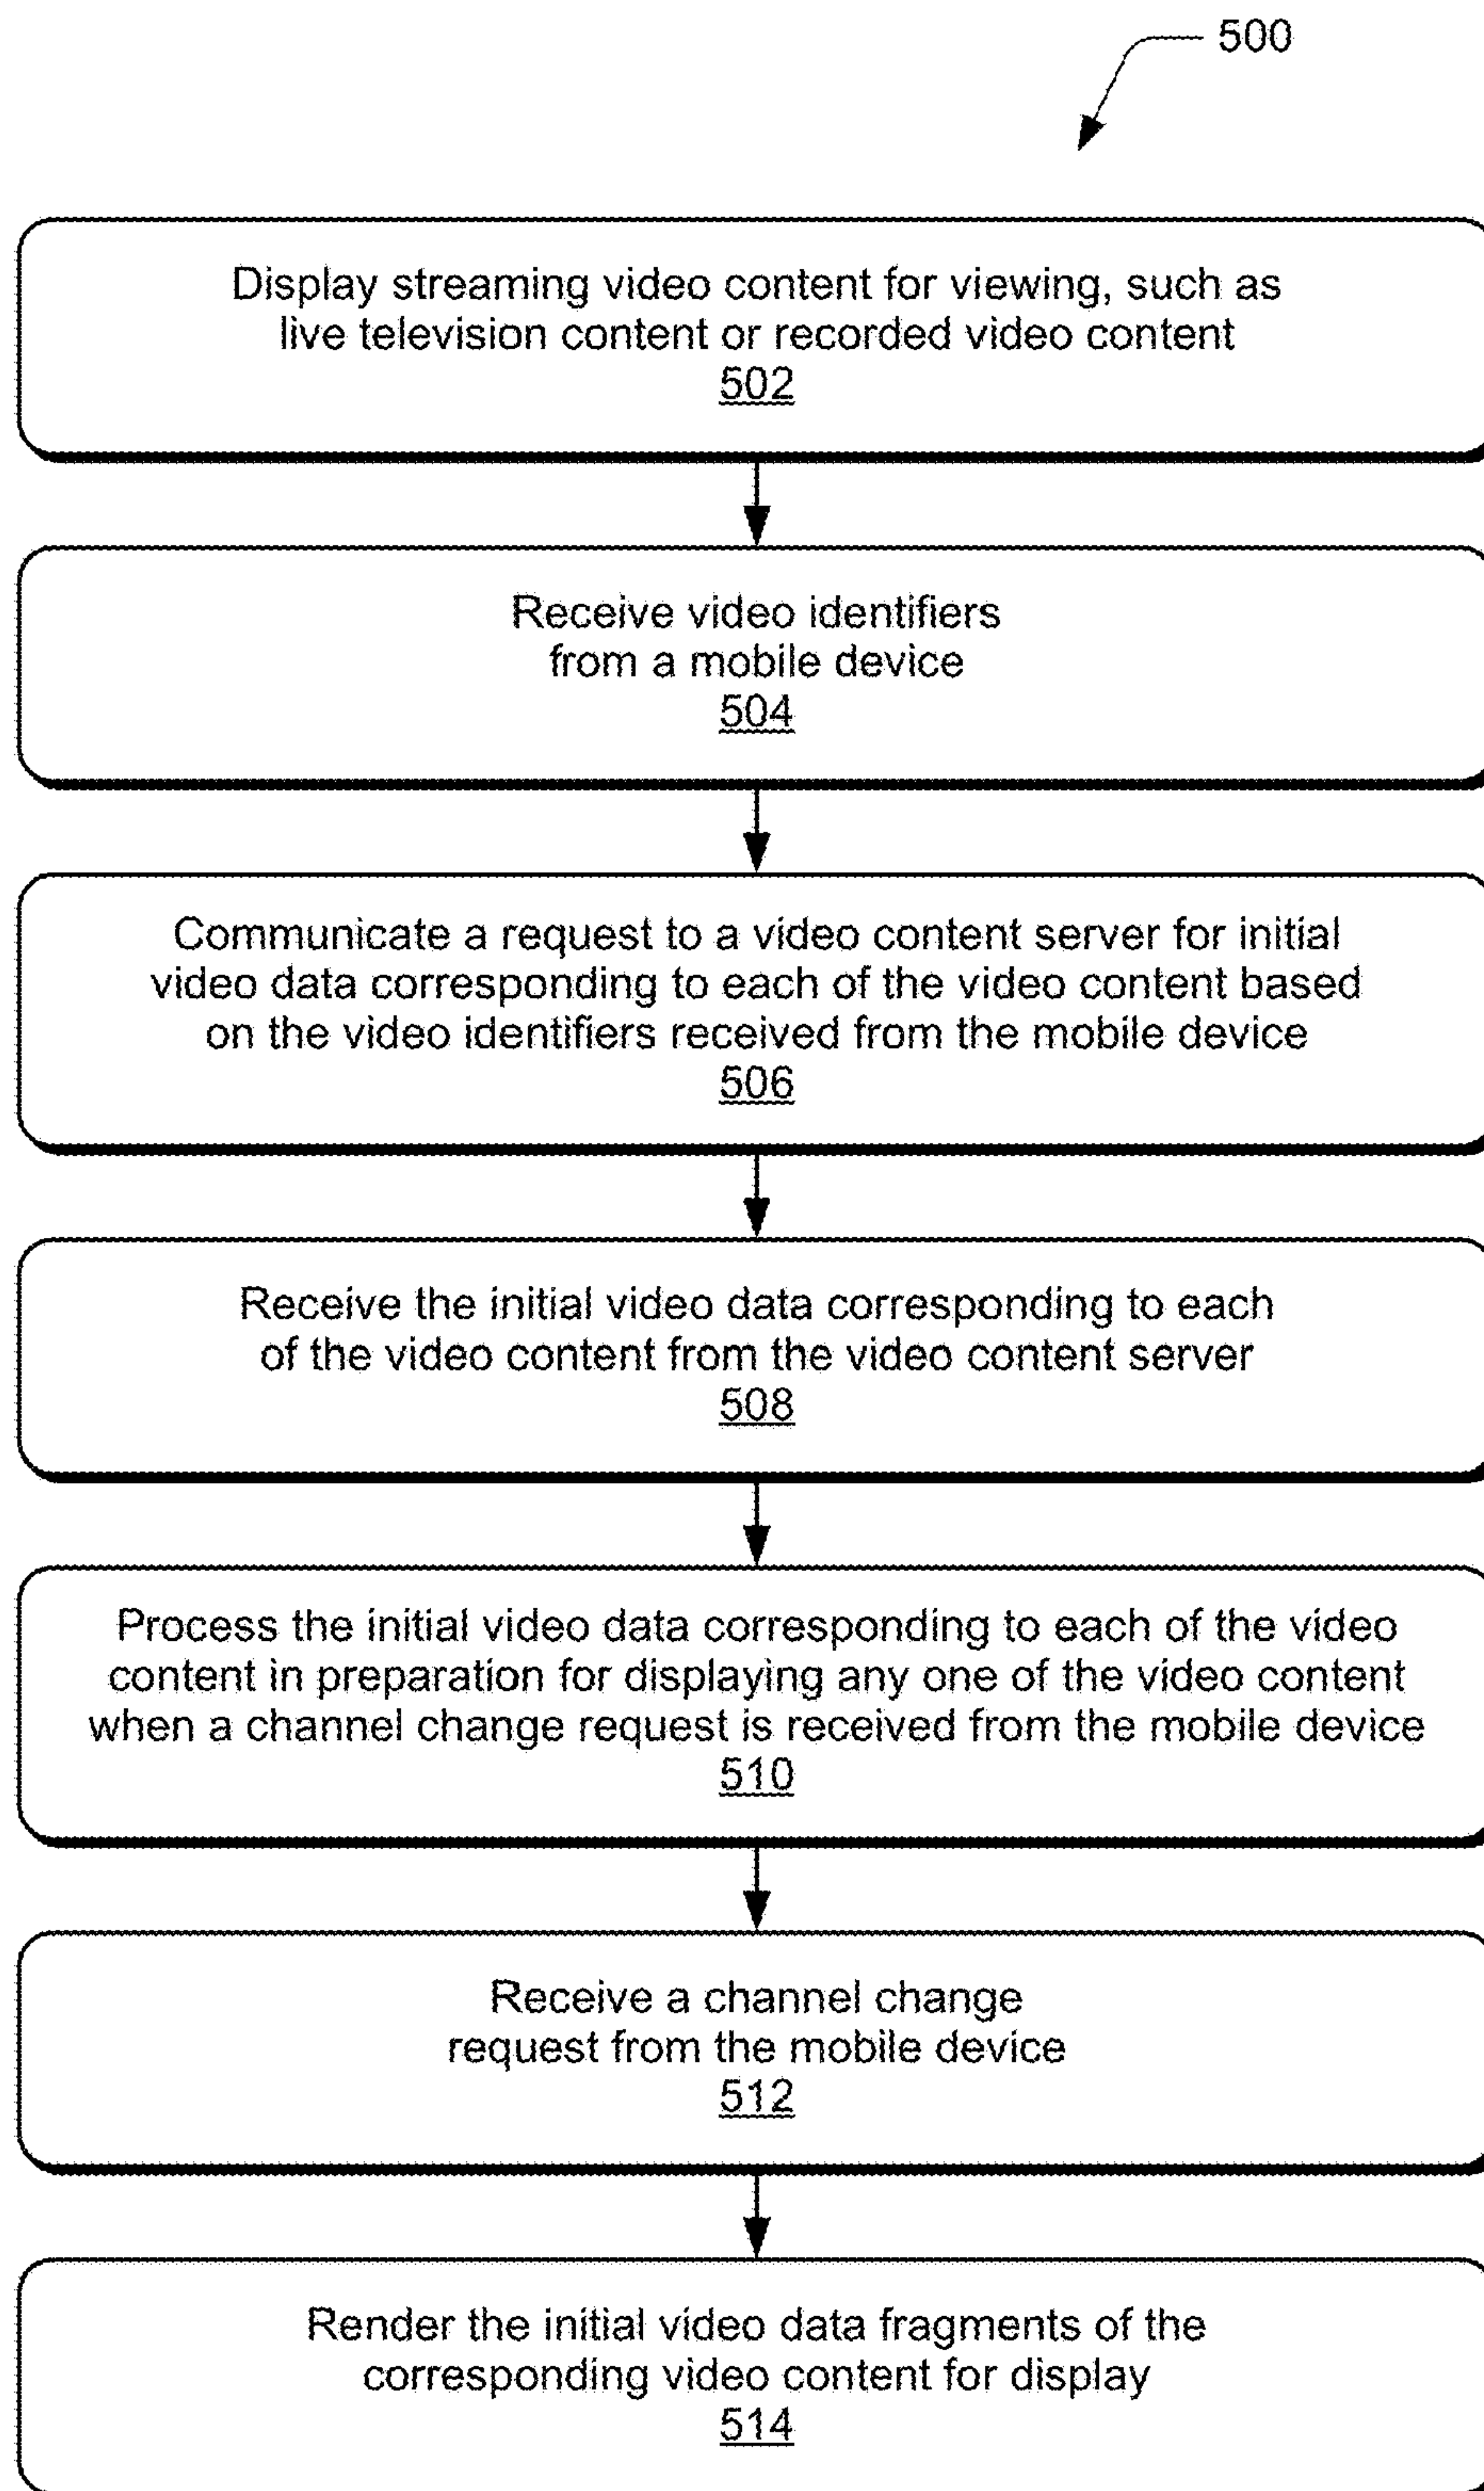 500
Display streaming video content for viewing, such as
live television content or recorded video content
502
Receive video identifiers
from a mobile device
504
Communicate a request to a video content server for initial
video data corresponding to each of the video content based
on the video identifiers received from the mobile device
506
Receive the initial video data corresponding to each
of the video content from the video content server
508
Process the initial video data corresponding to each of the video
content in preparation for displaying any one of the video content
when a channel change request is received from the mobile device
510
Receive a channel change
request from the mobile device
512
Render the initial video data fragments of the
corresponding video content for display
514